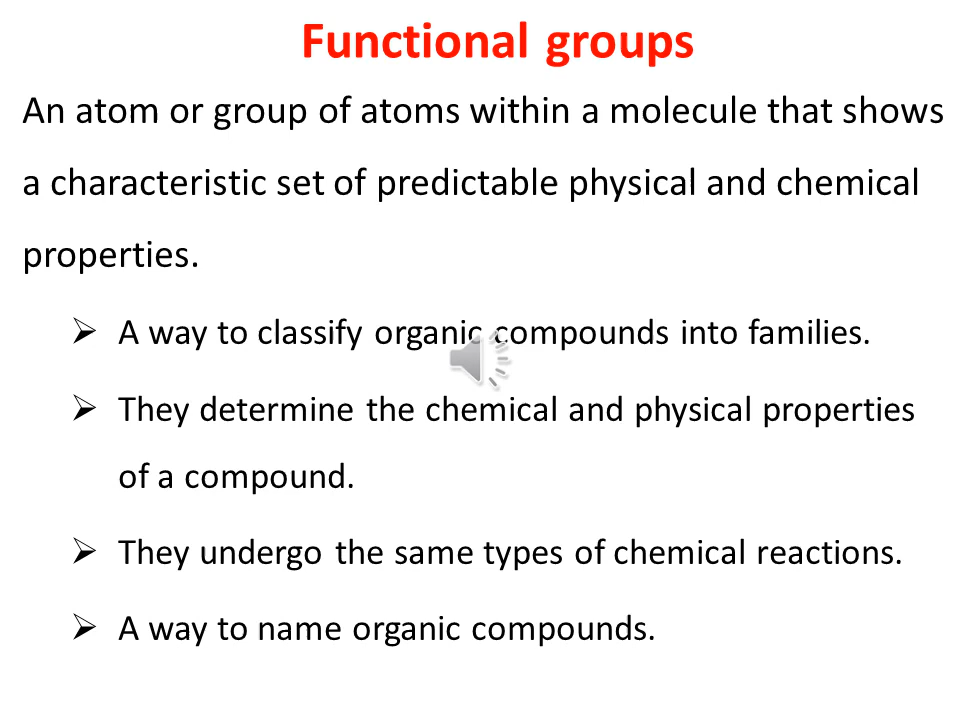 Functional groups
An atom or group of atoms within a molecule that shows
a characteristic set of predictable physical and chemical
properties.
➢ A way to classify organic compounds into families.
➢ They determine the chemical and physical properties
of a compound.
➢ They undergo the same types of chemical reactions.
➢ A way to name organic compounds.